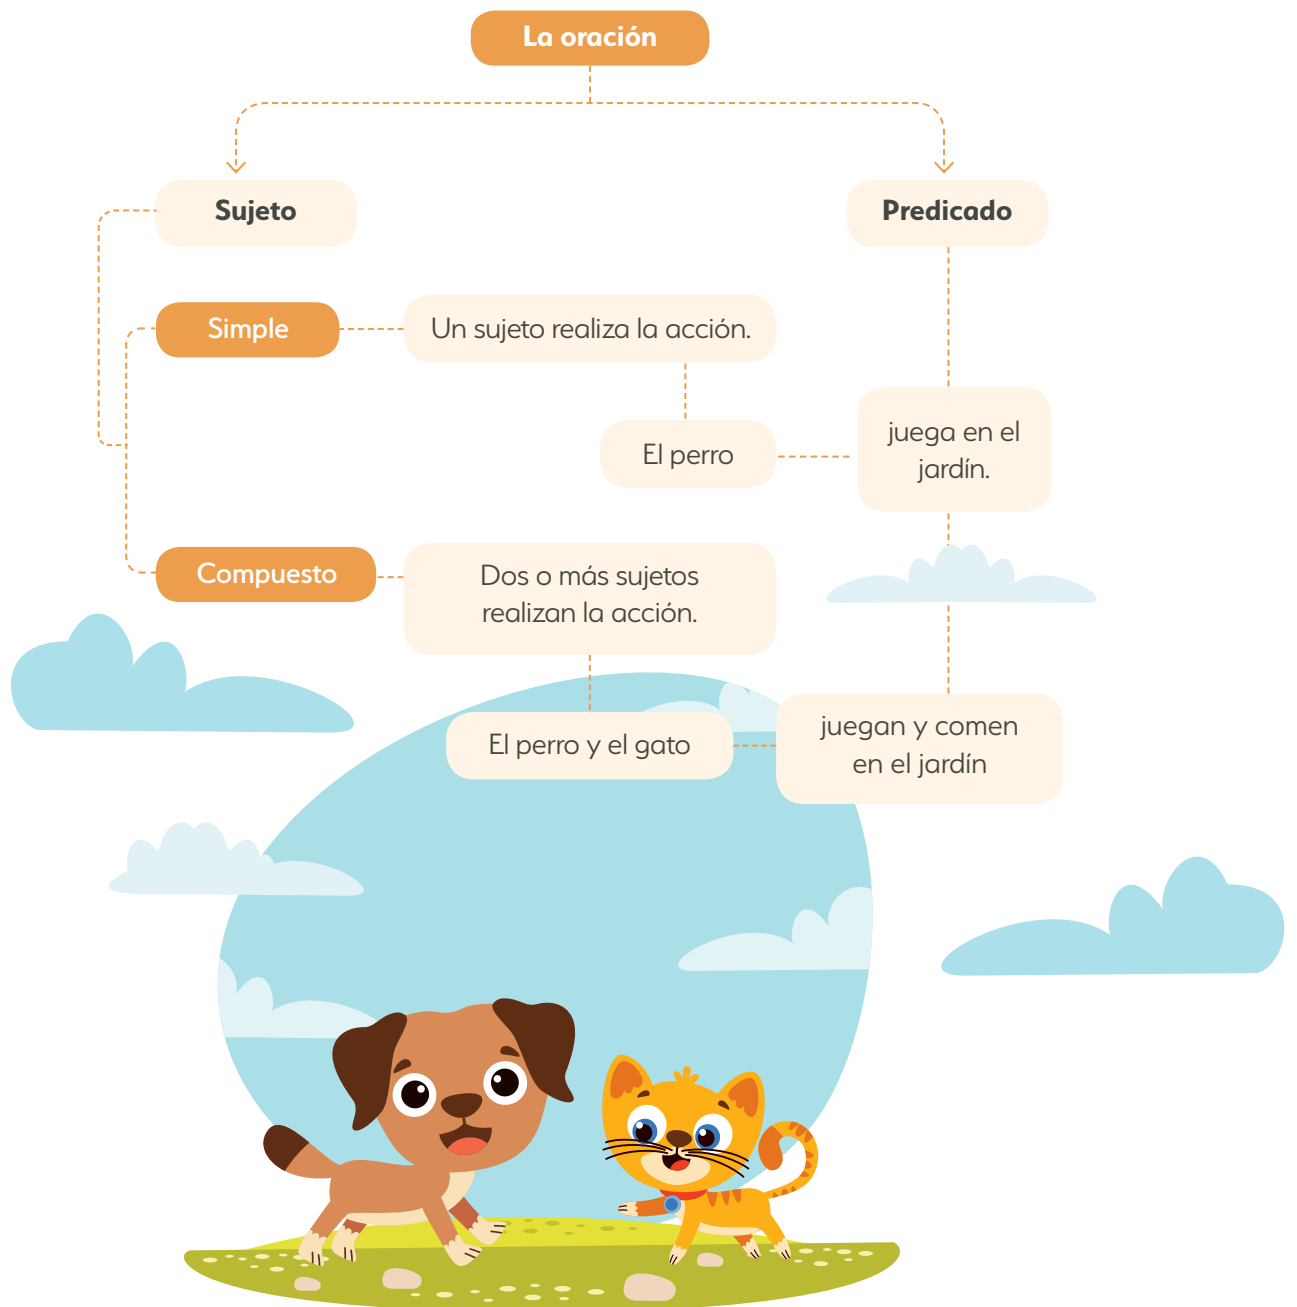 La oración
Sujeto
Predicado
Simple
Un sujeto realiza la acción.
El perro
juega en el
jardín.
Compuesto
Dos o más sujetos
realizan la acción.
El perro y el gato
juegan y comen
en el jardín